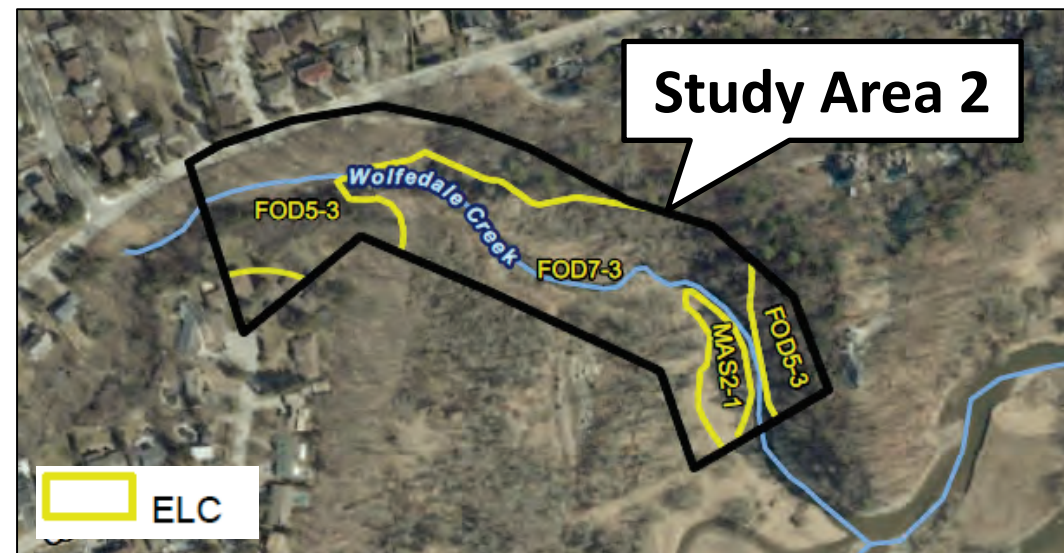 Study Area 2
Wolfedale Creek
FOD5-3
FOD7-3
MAS2-1
FOD5-3
ELC